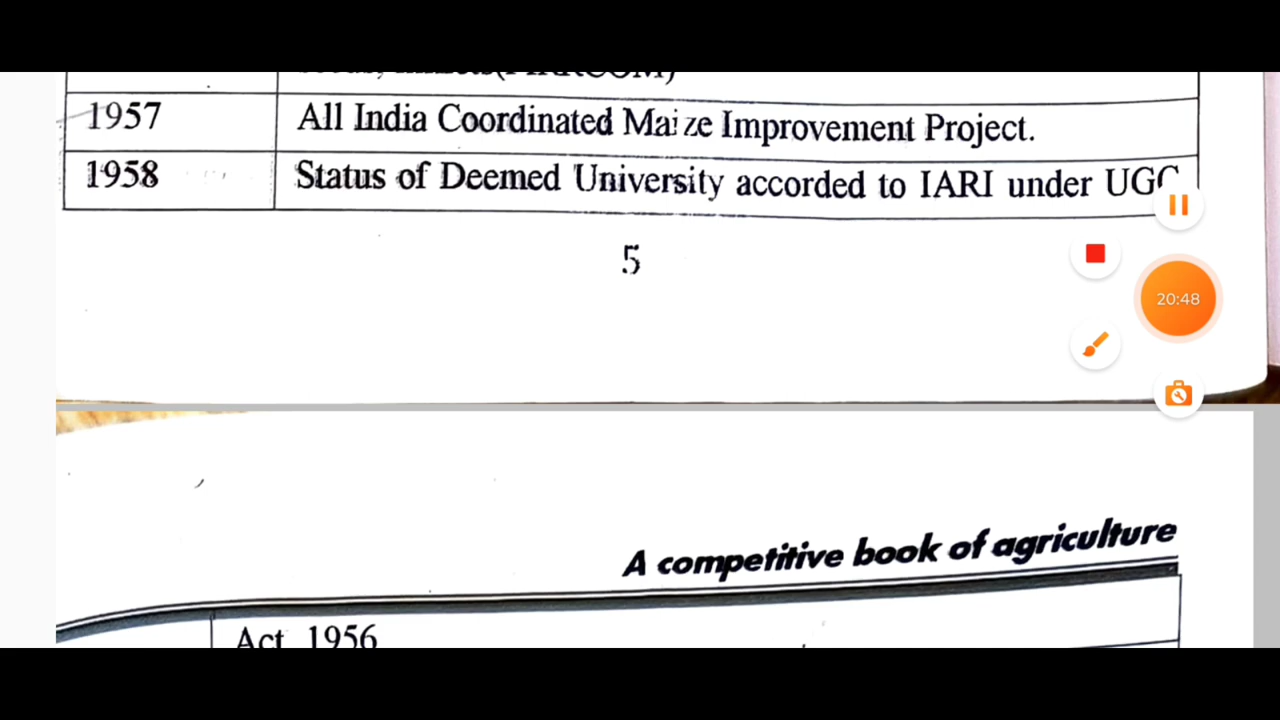 1957 All India Coordinated Maize Improvement Project.
1958 Status of Deemed University accorded to IARI under UGC
5
20:48
A competitive book of agriculture
Act, 1956